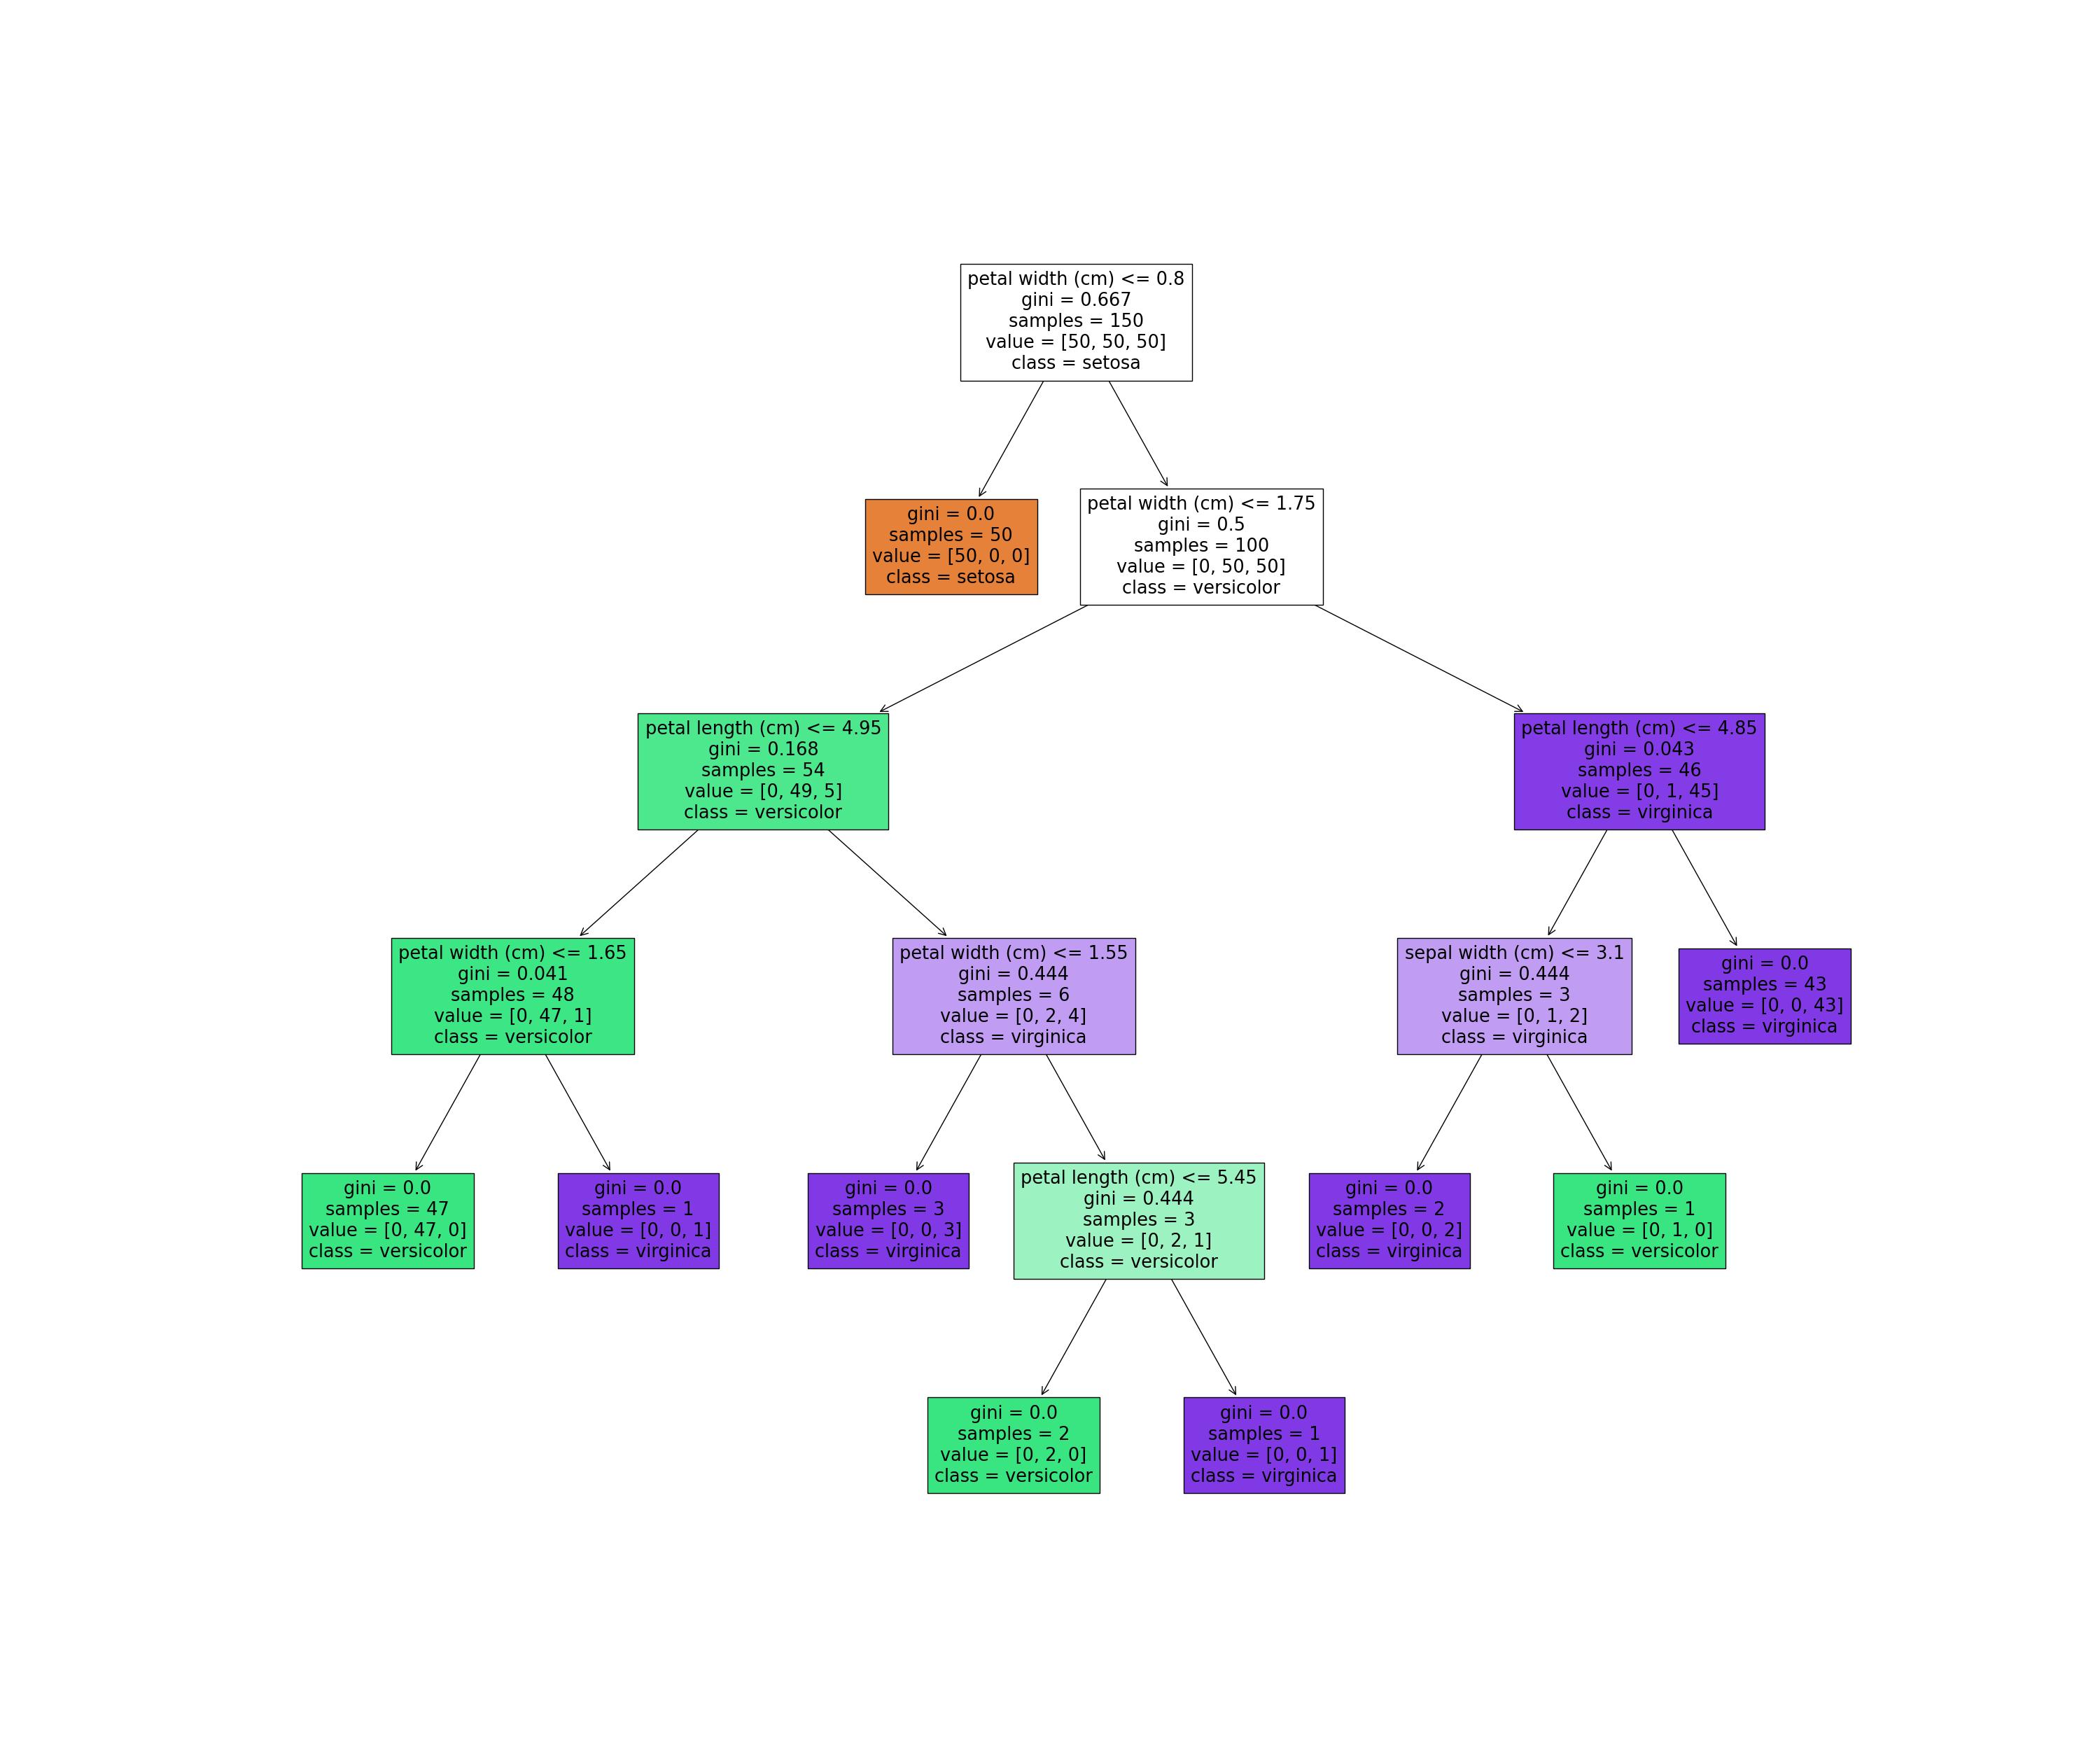 petal width (cm) <= 0.8
gini = 0.667
samples = 150
value = [50, 50, 50]
class = setosa
gini = 0.0
samples = 50
value = [50, 0, 0]
class = setosa
petal width (cm) <= 1.75
gini = 0.5
samples = 100
value = [0, 50, 50]
class = versicolor
petal length (cm) <= 4.95
gini = 0.168
samples = 54
value = [0, 49, 5]
class = versicolor
petal length (cm) <= 4.85
gini = 0.043
samples = 46
value = [0, 1, 45]
class = virginica
petal width (cm) <= 1.65
gini = 0.041
samples = 48
value = [0, 47, 1]
class = versicolor
petal width (cm) <= 1.55
gini = 0.444
samples = 6
value = [0, 2, 4]
class = virginica
sepal width (cm) <= 3.1
gini = 0.444
samples = 3
value = [0, 1, 2]
class = virginica
gini = 0.0
samples = 43
value = [0, 0, 43]
class = virginica
gini = 0.0
samples = 47
value = [0, 47, 0]
class = versicolor
gini = 0.0
samples = 1
value = [0, 0, 1]
class = virginica
gini = 0.0
samples = 3
value = [0, 0, 3]
class = virginica
petal length (cm) <= 5.45
gini = 0.444
samples = 3
value = [0, 2, 1]
class = versicolor
gini = 0.0
samples = 2
value = [0, 0, 2]
class = virginica
gini = 0.0
samples = 1
value = [0, 1, 0]
class = versicolor
gini = 0.0
samples = 2
value = [0, 2, 0]
class = versicolor
gini = 0.0
samples = 1
value = [0, 0, 1]
class = virginica